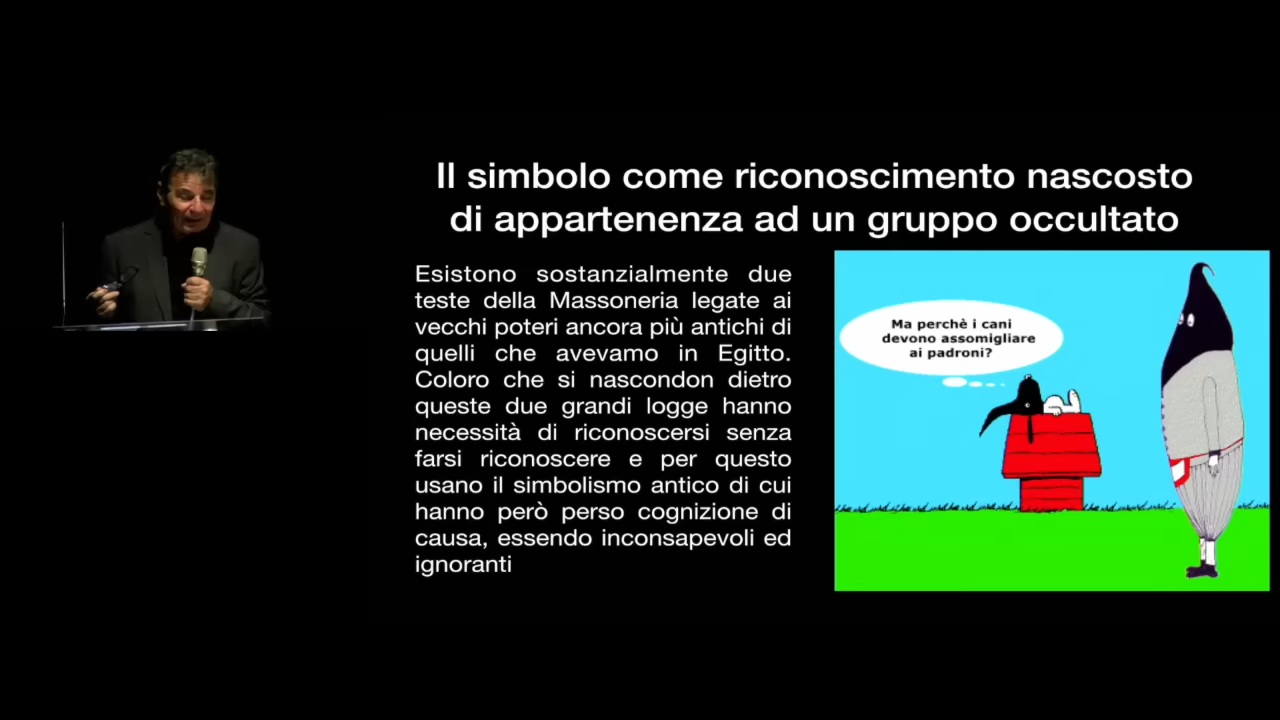 Il simbolo come riconoscimento nascosto
di appartenenza ad un gruppo occultato
Esistono sostanzialmente due
teste della Massoneria legate ai
vecchi poteri ancora più antichi di
quelli che avevamo in Egitto.
Coloro che si nascondon dietro
queste due grandi logge hanno
necessità di riconoscersi senza
farsi riconoscere e per questo
usano il simbolismo antico di cui
hanno però perso cognizione di
causa, essendo inconsapevoli ed
ignoranti
Ma perchè i cani
devono assomigliare
ai padroni?